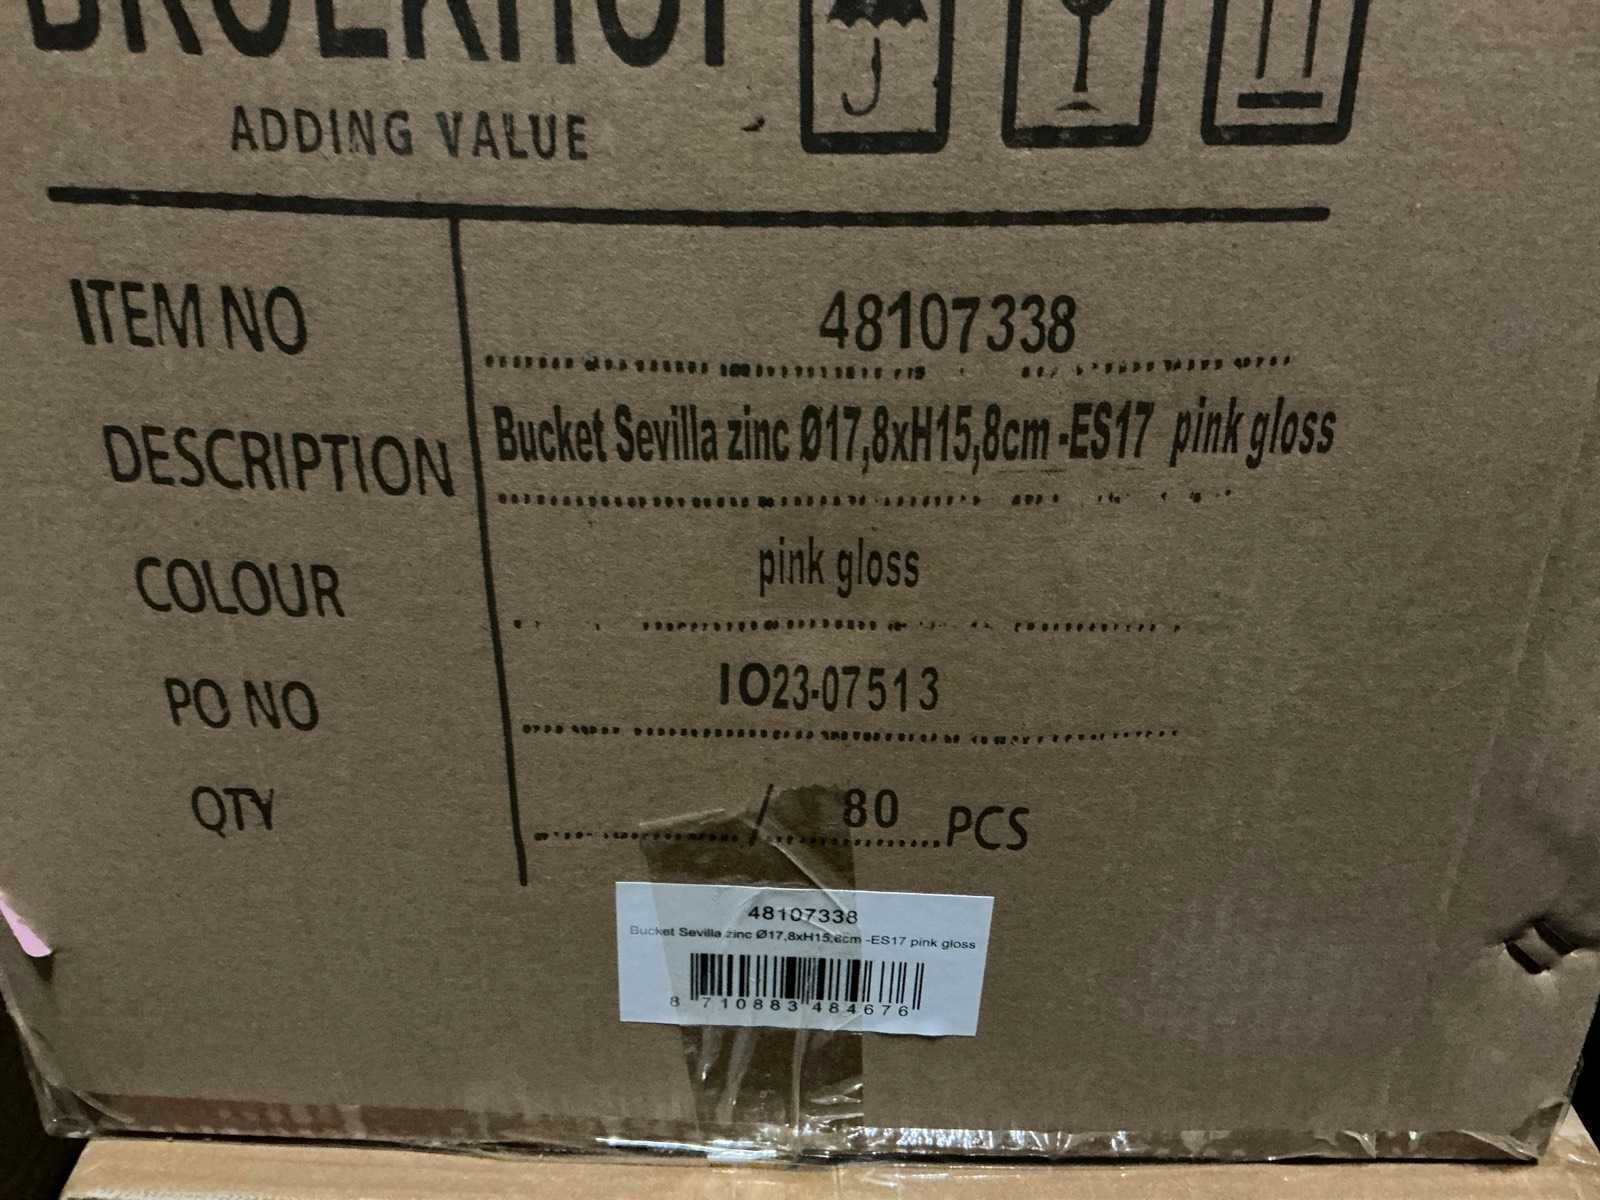 BROEKHOF
ADDING VALUE
ITEM NO 48107338
DESCRIPTION Bucket Sevilla zinc Ø17,8xH15,8cm -ES17 pink gloss
COLOUR pink gloss
PO NO IO23-07513
QTY / 80 PCS
48107338
Bucket Sevilla zinc Ø17,8xH15,8cm -ES17 pink gloss
8 710883 484676